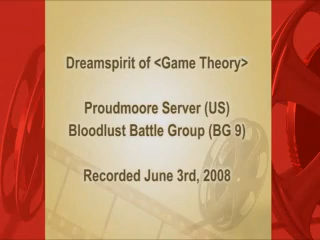 Dreamspirit of <Game Theory>
Proudmoore Server (US)
Bloodlust Battle Group (BG 9)
Recorded June 3rd, 2008